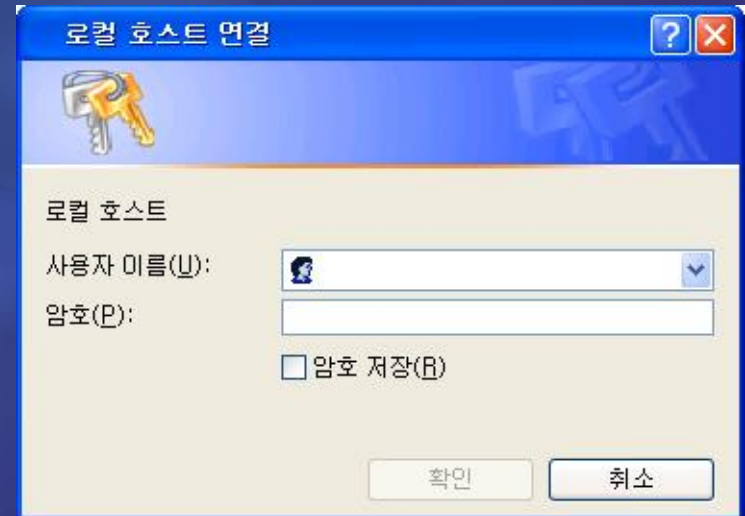 로컬 호스트 연결
로컬 호스트
사용자 이름(U):
암호(P):
암호 저장(R)
확인
취소